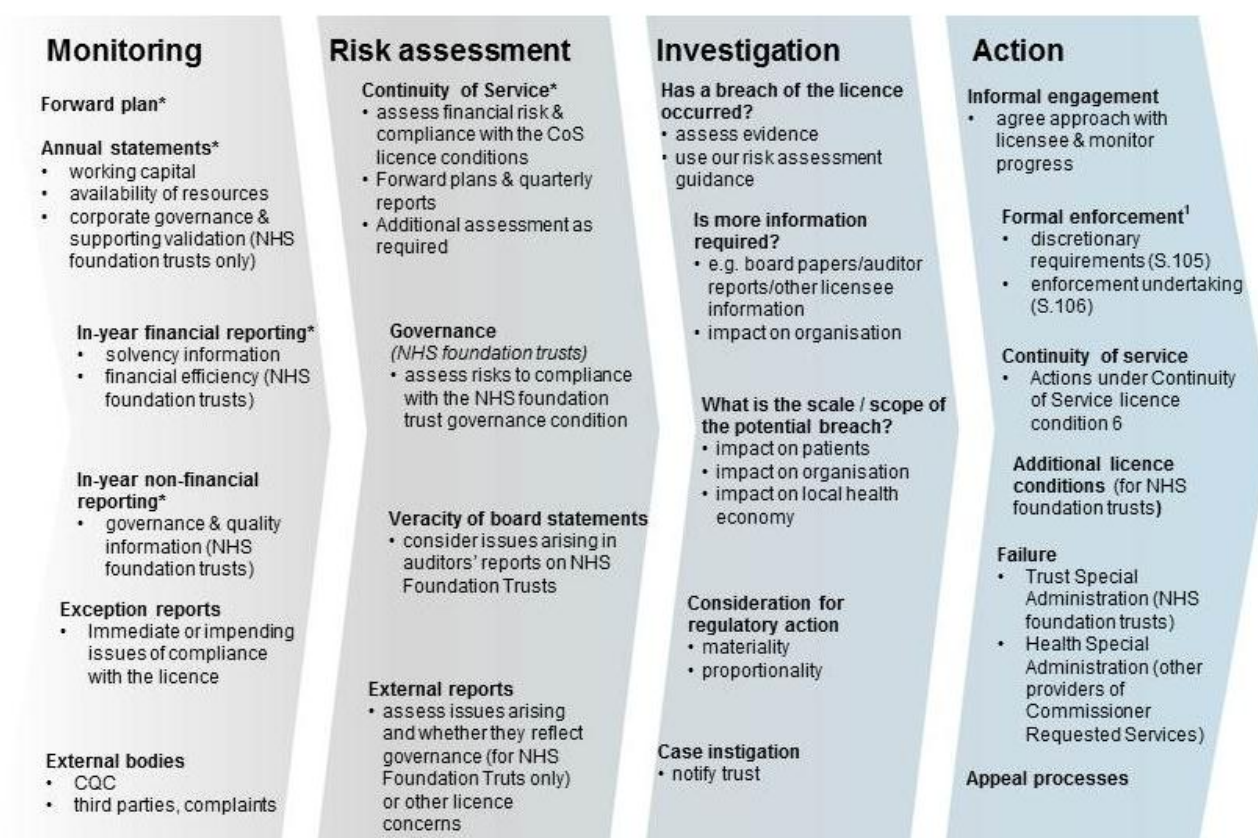 Monitoring
Forward plan*
Annual statements*
• working capital
• availability of resources
• corporate governance &
supporting validation (NHS
foundation trusts only)
In-year financial reporting*
• solvency information
• financial efficiency (NHS
foundation trusts)
In-year non-financial
reporting*
• governance & quality
information (NHS
foundation trusts)
Exception reports
• Immediate or impending
issues of compliance
with the licence
External bodies
• CQC
• third parties, complaints
Risk assessment
Continuity of Service*
• assess financial risk &
compliance with the CoS
licence conditions
• Forward plans & quarterly
reports
• Additional assessment as
required
Governance
(NHS foundation trusts)
• assess risks to compliance
with the NHS foundation
trust governance condition
Veracity of board statements
• consider issues arising in
auditors' reports on NHS
Foundation Trusts
External reports
• assess issues arising
and whether they reflect
governance (for NHS
Foundation Truts only)
or other licence
concerns
Investigation
Has a breach of the licence
occurred?
• assess evidence
• use our risk assessment
guidance
Is more information
required?
• e.g. board papers/auditor
reports/other licensee
information
• impact on organisation
What is the scale / scope of
the potential breach?
• impact on patients
• impact on organisation
• impact on local health
economy
Consideration for
regulatory action
• materiality
• proportionality
Case instigation
• notify trust
Action
Informal engagement
• agree approach with
licensee & monitor
progress
Formal enforcement¹
• discretionary
requirements (S.105)
• enforcement undertaking
(S.106)
Continuity of service
• Actions under Continuity
of Service licence
condition 6
Additional licence
conditions (for NHS
foundation trusts)
Failure
• Trust Special
Administration (NHS
foundation trusts)
• Health Special
Administration (other
providers of
Commissioner
Requested Services)
Appeal processes